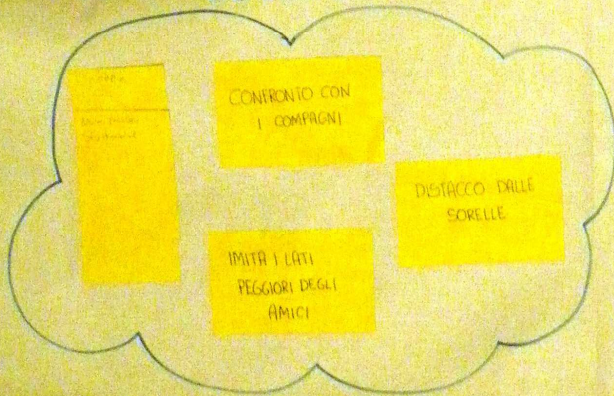 CONFRONTO CON
I COMPAGNI
DISTACCO DALLE
SORELLE
IMITA I LATI
PEGGIORI DEGLI
AMICI